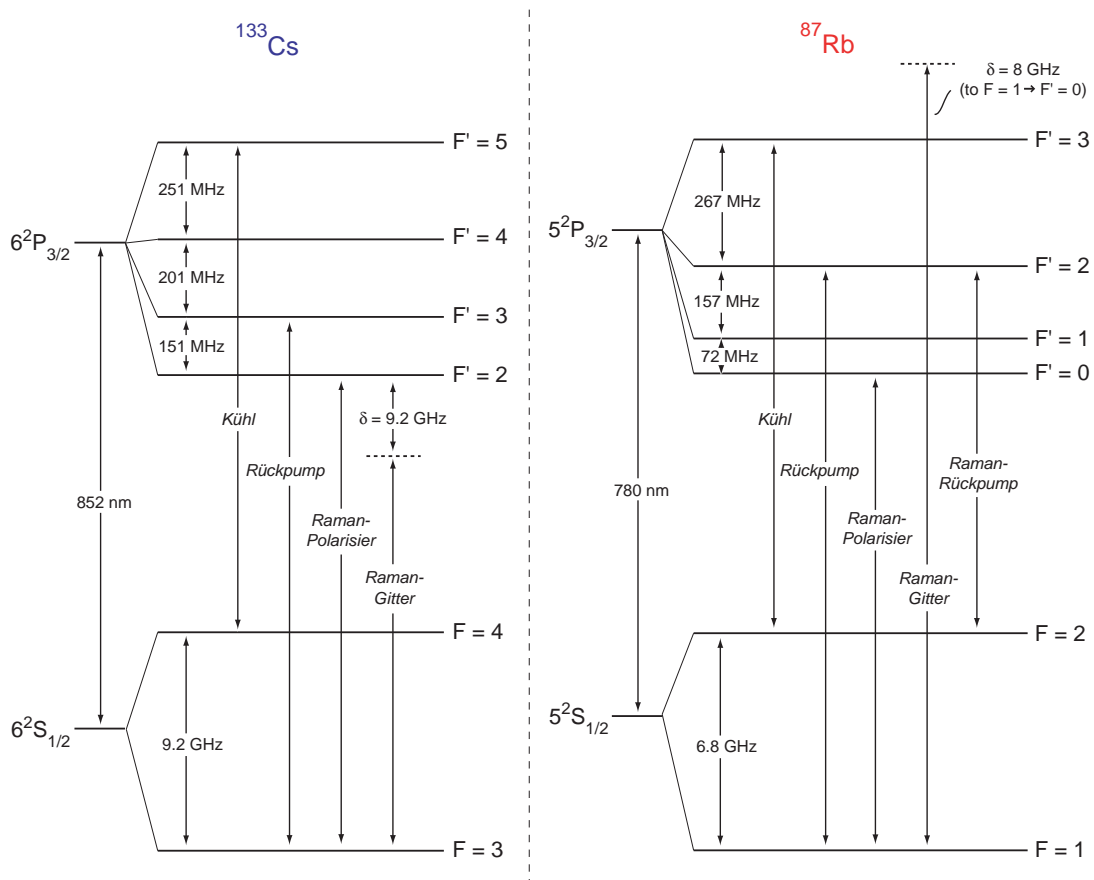 ¹³³Cs
F' = 5
251 MHz
6²P₃/₂
F' = 4
201 MHz
F' = 3
151 MHz
F' = 2
Kühl
δ = 9.2 GHz
Rückpump
852 nm
Raman-
Polarisier
Raman-
Gitter
F = 4
6²S₁/₂
9.2 GHz
F = 3
⁸⁷Rb
δ = 8 GHz
(to F = 1 → F' = 0)
F' = 3
267 MHz
5²P₃/₂
F' = 2
157 MHz
F' = 1
72 MHz
F' = 0
Kühl
Rückpump
Raman-
Rückpump
780 nm
Raman-
Polarisier
Raman-
Gitter
F = 2
5²S₁/₂
6.8 GHz
F = 1